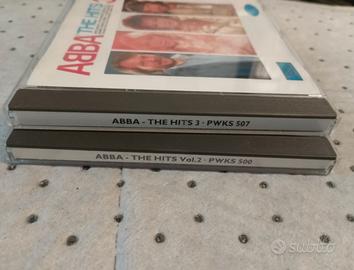 ABBA THE HITS
ABBA - THE HITS 3 · PWKS 507
ABBA - THE HITS Vol.2 · PWKS 500
subito